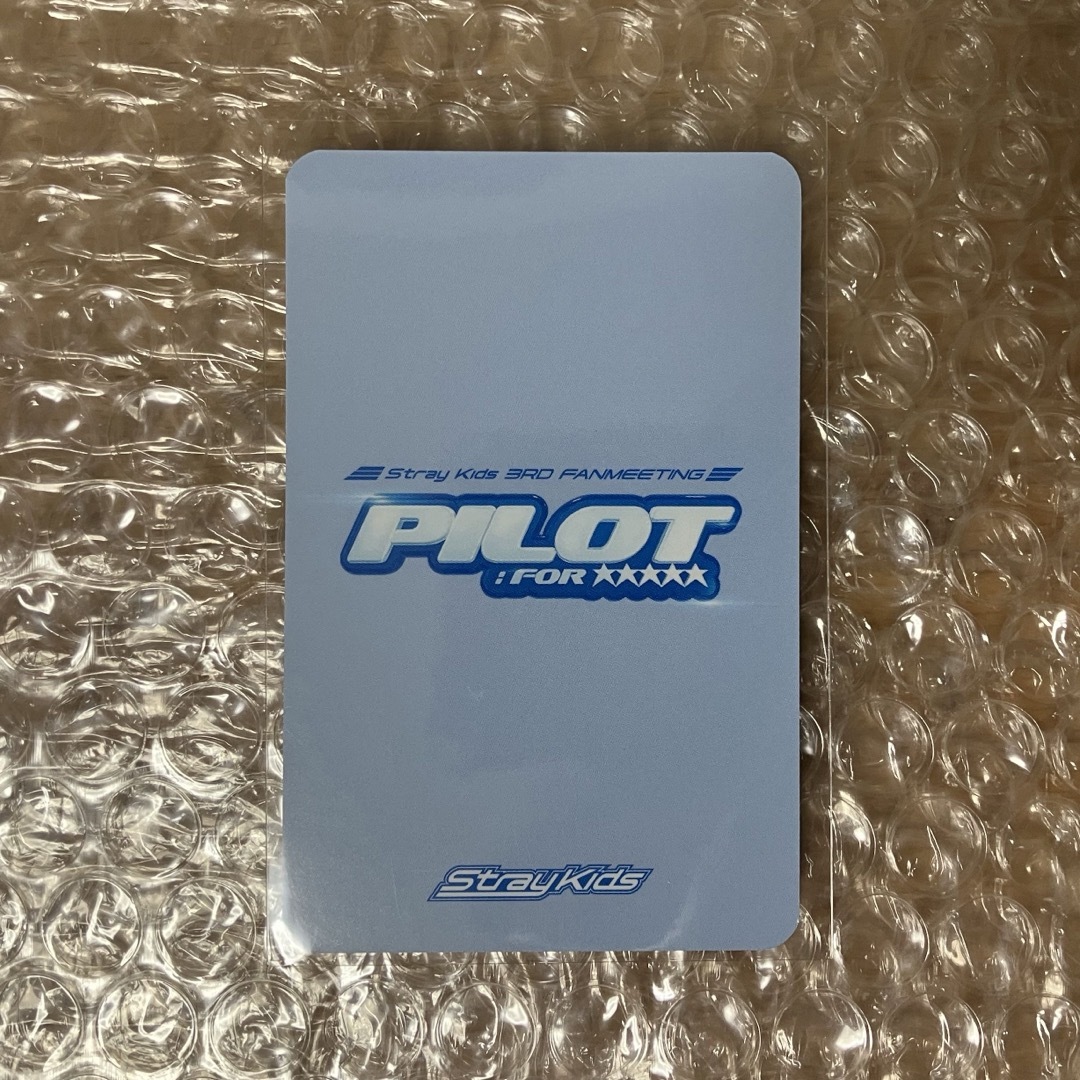 Stray Kids 3RD FANMEETING
PILOT
: FOR ★★★★★
Stray Kids